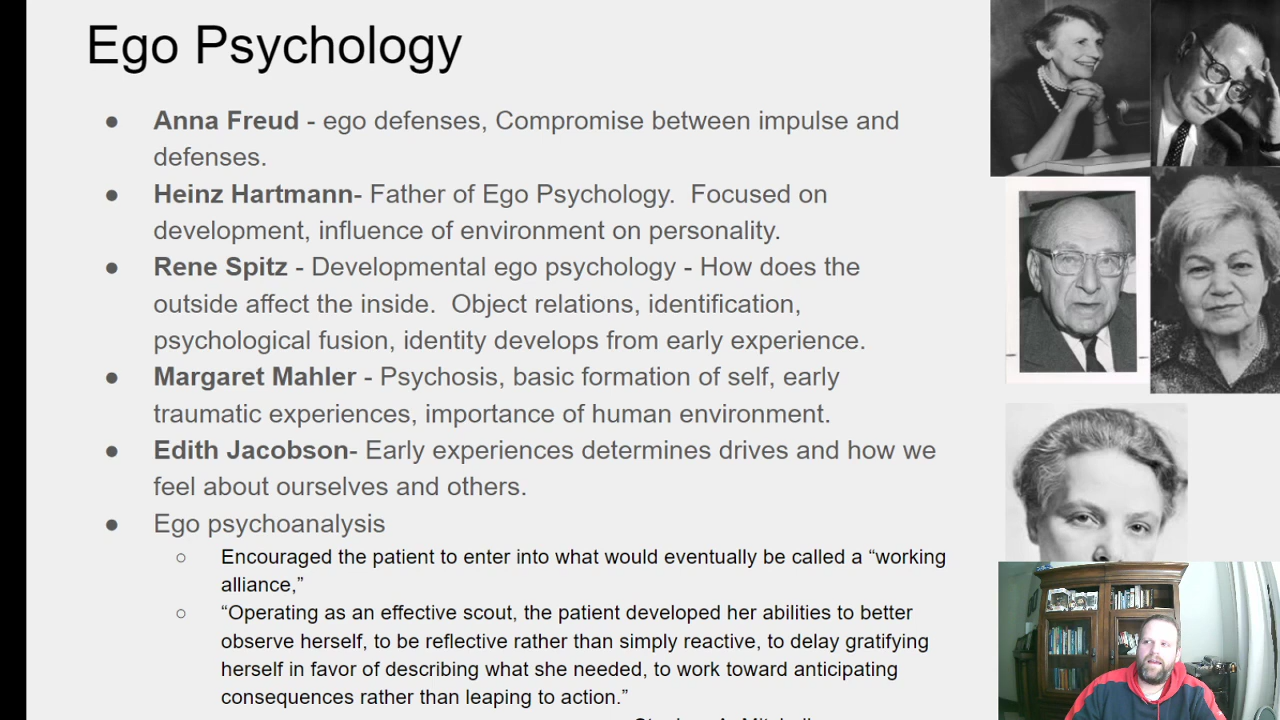 Ego Psychology
● Anna Freud - ego defenses, Compromise between impulse and
defenses.
● Heinz Hartmann- Father of Ego Psychology.  Focused on
development, influence of environment on personality.
● Rene Spitz - Developmental ego psychology - How does the
outside affect the inside.  Object relations, identification,
psychological fusion, identity develops from early experience.
● Margaret Mahler - Psychosis, basic formation of self, early
traumatic experiences, importance of human environment.
● Edith Jacobson- Early experiences determines drives and how we
feel about ourselves and others.
● Ego psychoanalysis
○ Encouraged the patient to enter into what would eventually be called a “working
alliance,”
○ “Operating as an effective scout, the patient developed her abilities to better
observe herself, to be reflective rather than simply reactive, to delay gratifying
herself in favor of describing what she needed, to work toward anticipating
consequences rather than leaping to action.”